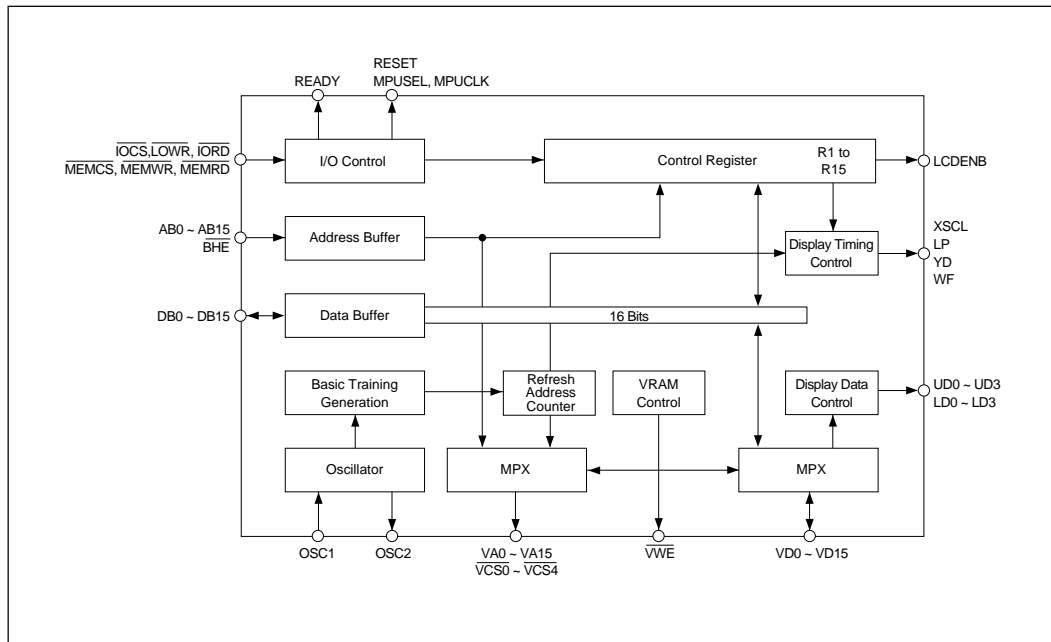 RESET
READY
MPUSEL, MPUCLK
IOCS,LOWR, IORD
MEMCS, MEMWR, MEMRD
I/O Control
Control Register
R1 to
R15
LCDENB
AB0 ~ AB15
BHE
Address Buffer
Display Timing
Control
XSCL
LP
YD
WF
DB0 ~ DB15
Data Buffer
16 Bits
Basic Training
Generation
Refresh
Address
Counter
VRAM
Control
Display Data
Control
UD0 ~ UD3
LD0 ~ LD3
Oscillator
MPX
MPX
OSC1
OSC2
VA0 ~ VA15
VCS0 ~ VCS4
VWE
VD0 ~ VD15